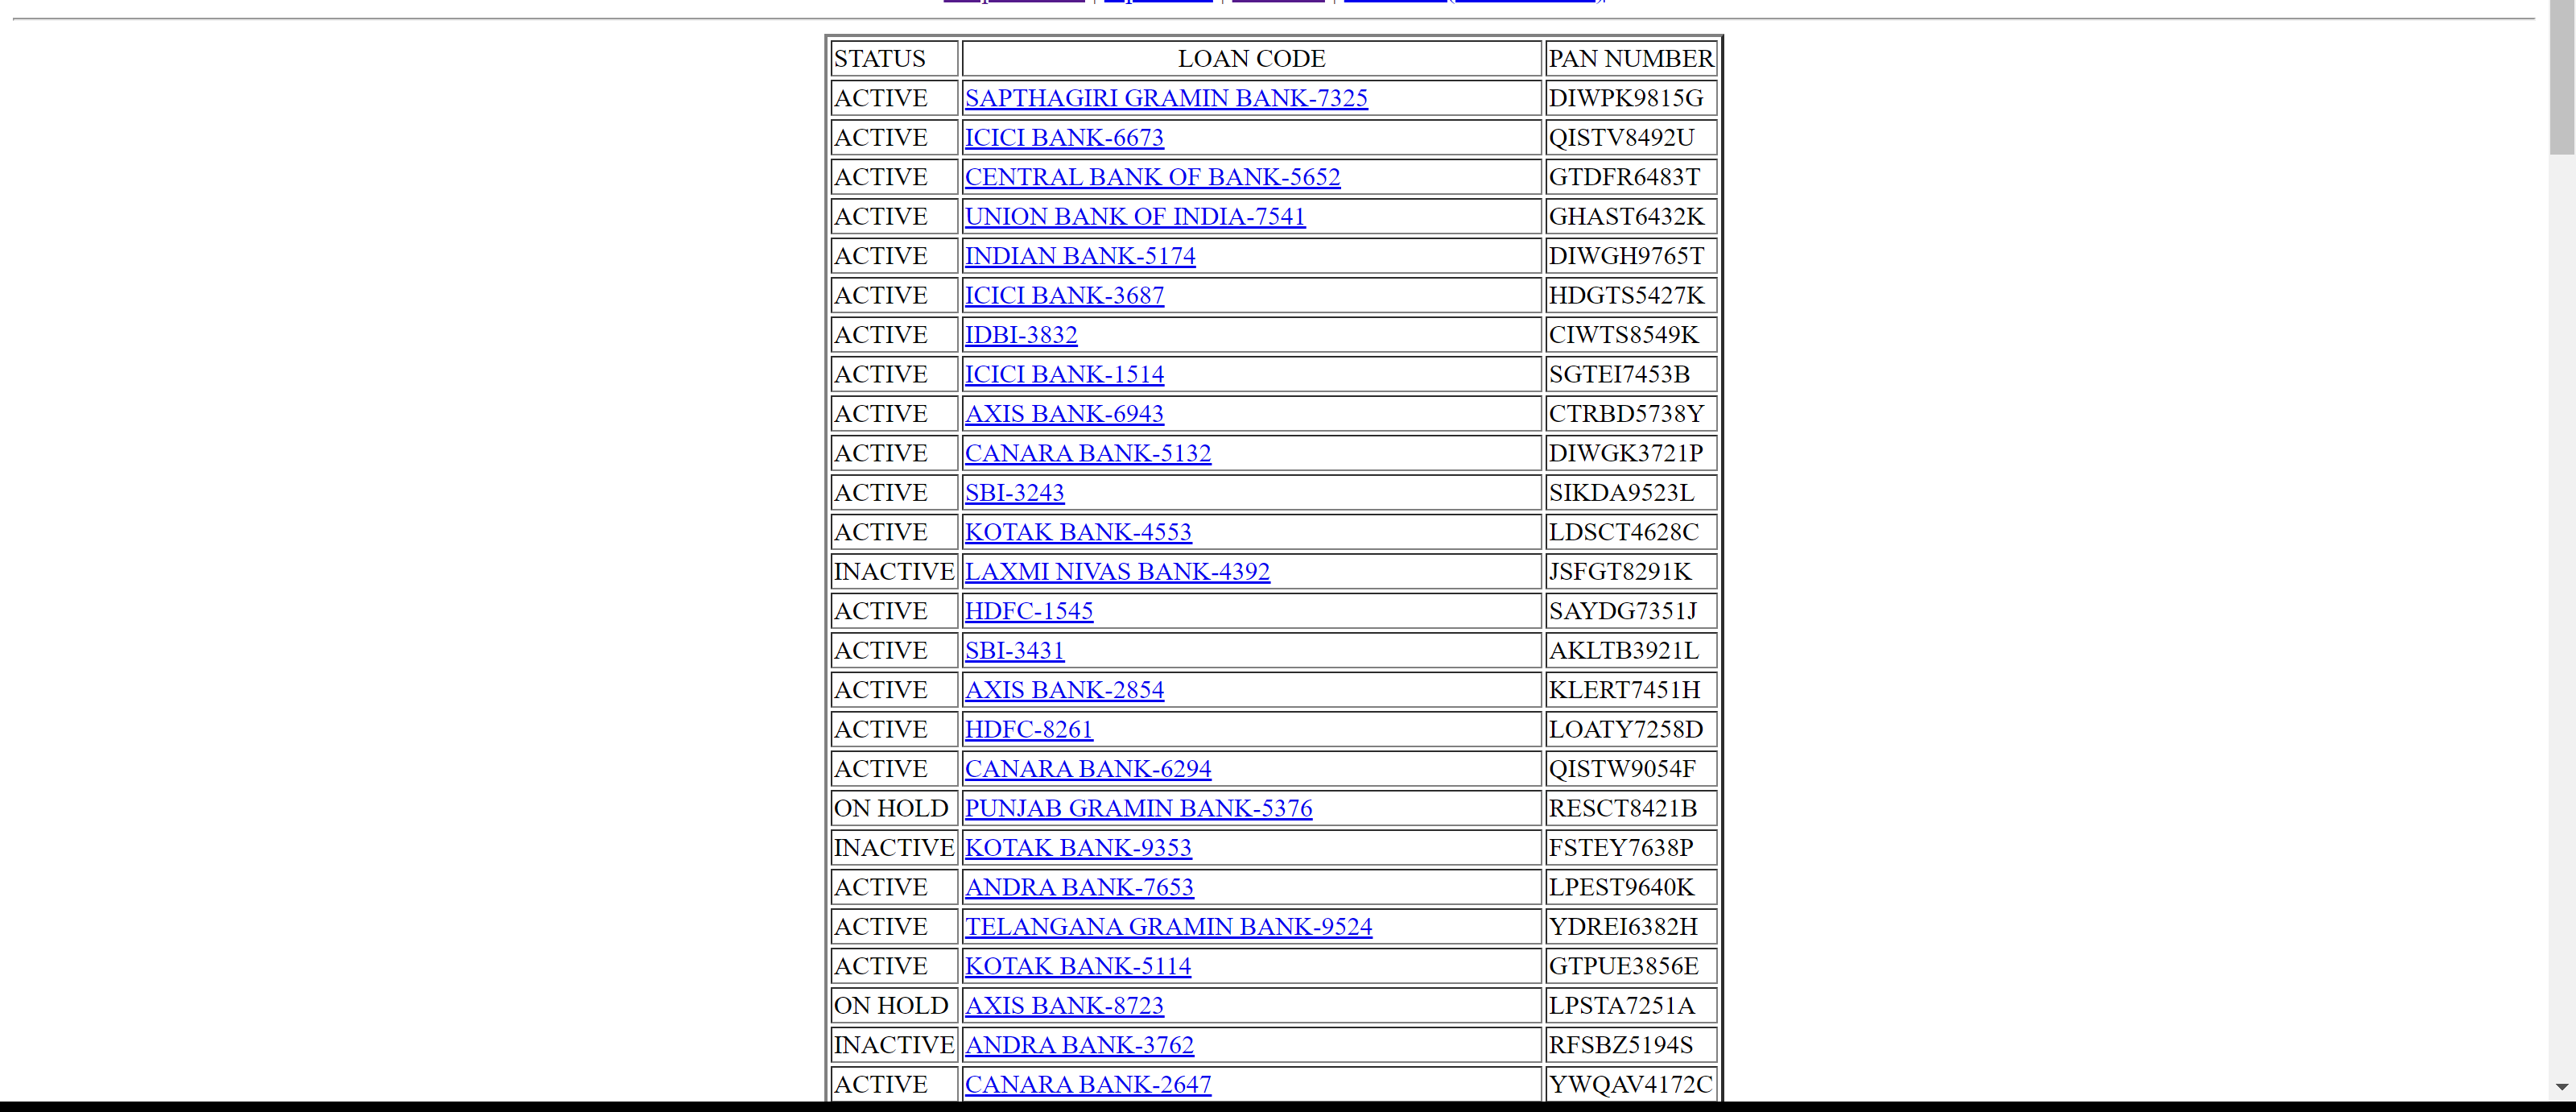 STATUS LOAN CODE PAN NUMBER
ACTIVE SAPTHAGIRI GRAMIN BANK-7325 DIWPK9815G
ACTIVE ICICI BANK-6673 QISTV8492U
ACTIVE CENTRAL BANK OF BANK-5652 GTDFR6483T
ACTIVE UNION BANK OF INDIA-7541 GHAST6432K
ACTIVE INDIAN BANK-5174 DIWGH9765T
ACTIVE ICICI BANK-3687 HDGTS5427K
ACTIVE IDBI-3832 CIWTS8549K
ACTIVE ICICI BANK-1514 SGTEI7453B
ACTIVE AXIS BANK-6943 CTRBD5738Y
ACTIVE CANARA BANK-5132 DIWGK3721P
ACTIVE SBI-3243 SIKDA9523L
ACTIVE KOTAK BANK-4553 LDSCT4628C
INACTIVE LAXMI NIVAS BANK-4392 JSFGT8291K
ACTIVE HDFC-1545 SAYDG7351J
ACTIVE SBI-3431 AKLTB3921L
ACTIVE AXIS BANK-2854 KLERT7451H
ACTIVE HDFC-8261 LOATY7258D
ACTIVE CANARA BANK-6294 QISTW9054F
ON HOLD PUNJAB GRAMIN BANK-5376 RESCT8421B
INACTIVE KOTAK BANK-9353 FSTEY7638P
ACTIVE ANDRA BANK-7653 LPEST9640K
ACTIVE TELANGANA GRAMIN BANK-9524 YDREI6382H
ACTIVE KOTAK BANK-5114 GTPUE3856E
ON HOLD AXIS BANK-8723 LPSTA7251A
INACTIVE ANDRA BANK-3762 RFSBZ5194S
ACTIVE CANARA BANK-2647 YWQAV4172C